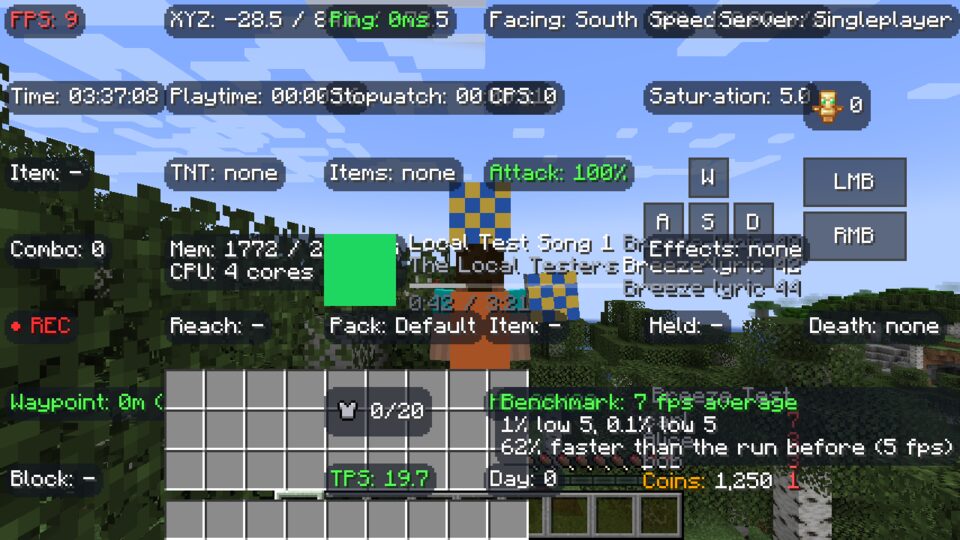 FPS: 9
XYZ: -28.5 / 8
Ping: 0ms
5
Facing: South
Speed
Server: Singleplayer
Time: 03:37:08
Playtime: 00:00
Stopwatch: 00
CPS: 0
Saturation: 5.0
0
Item: -
TNT: none
Items: none
Attack: 100%
W
LMB
A
S
D
RMB
Combo: 0
Mem: 1772 / 2
CPU: 4 cores
Local Test Song 1
The Local Testers
0:42 / 3:21
Effects: none
Breeze lyric 42
Breeze lyric 44
● REC
Reach: -
Pack: Default
Item: -
Held: -
Death: none
Waypoint: 0m (
0/20
Benchmark: 7 fps average
1% low 5, 0.1% low 5
62% faster than the run before (5 fps)
Breeze Test
Block: -
TPS: 19.7
Day: 0
Coins: 1,250
1